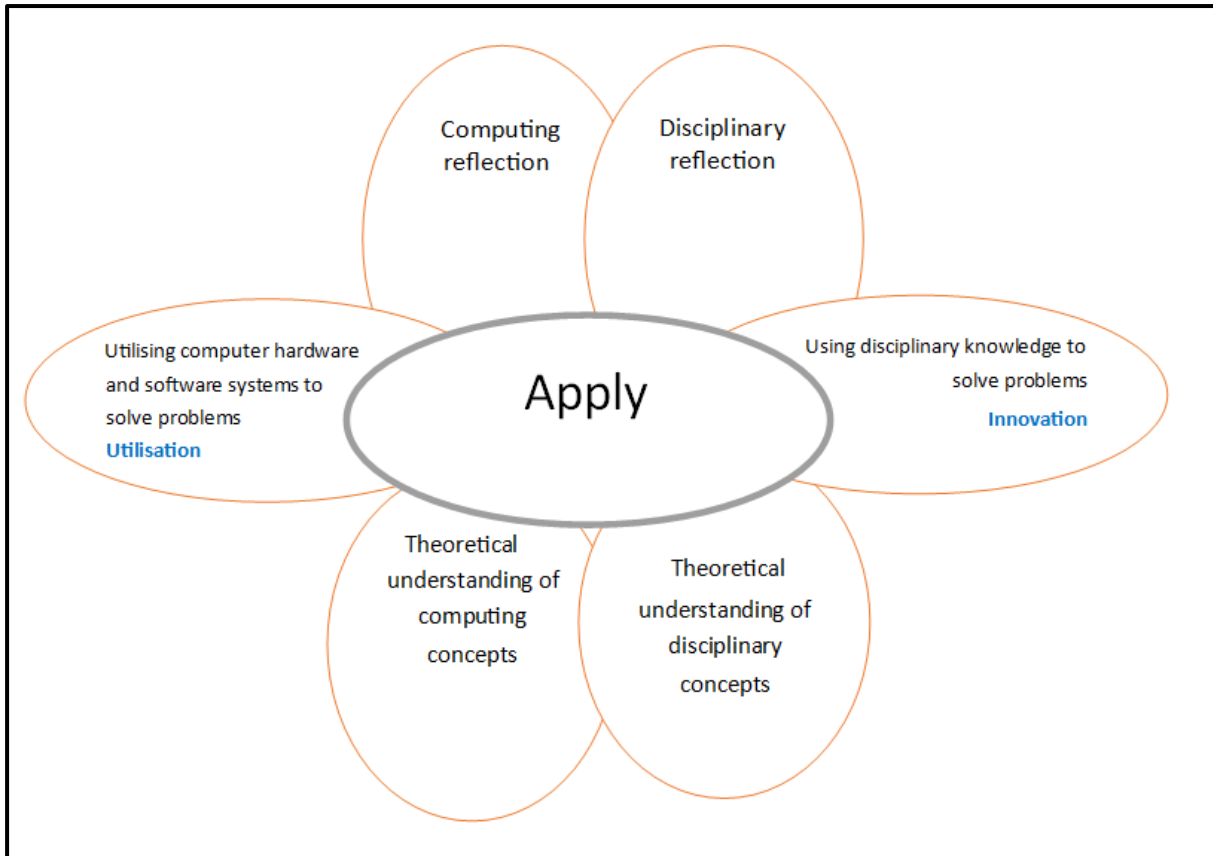 Computing
reflection
Disciplinary
reflection
Utilising computer hardware
and software systems to
solve problems
Utilisation
Apply
Using disciplinary knowledge to
solve problems
Innovation
Theoretical
understanding of
computing
concepts
Theoretical
understanding of
disciplinary
concepts